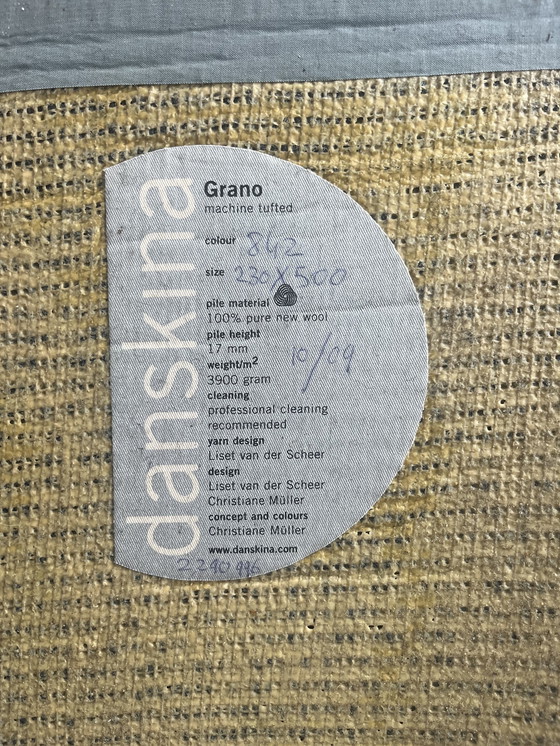 danskina
Grano
machine tufted
colour 842
size 230 X 500
pile material
100% pure new wool
pile height
17 mm
10/09
weight/m²
3900 gram
cleaning
professional cleaning
recommended
yarn design
Liset van der Scheer
design
Liset van der Scheer
Christiane Müller
concept and colours
Christiane Müller
www.danskina.com